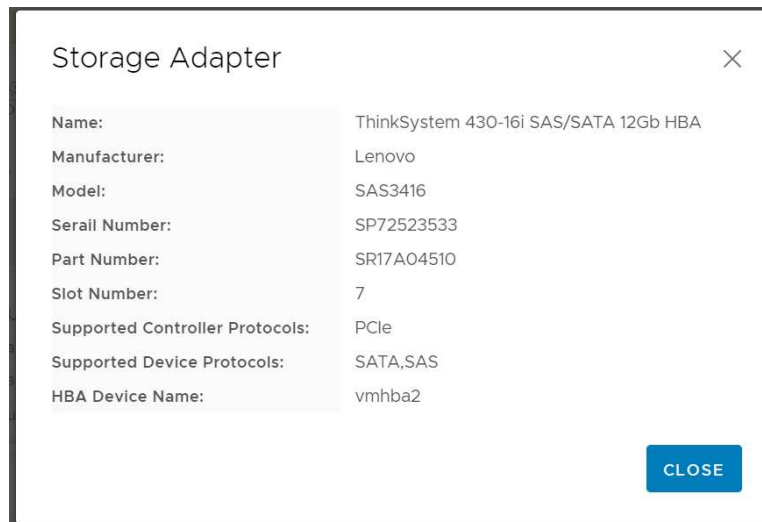 Storage Adapter
Name: ThinkSystem 430-16i SAS/SATA 12Gb HBA
Manufacturer: Lenovo
Model: SAS3416
Serail Number: SP72523533
Part Number: SR17A04510
Slot Number: 7
Supported Controller Protocols: PCIe
Supported Device Protocols: SATA,SAS
HBA Device Name: vmhba2
CLOSE